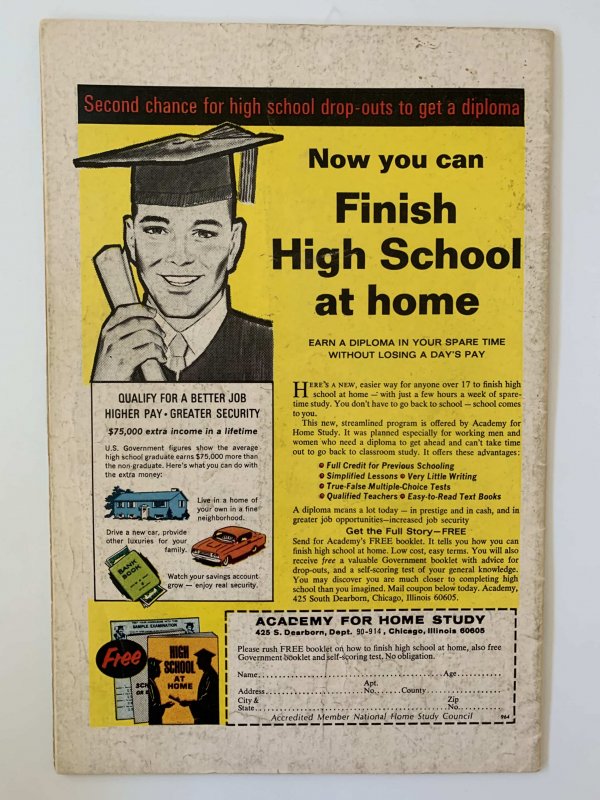 Second chance for high school drop-outs to get a diploma
Now you can
Finish
High School
at home
EARN A DIPLOMA IN YOUR SPARE TIME
WITHOUT LOSING A DAY'S PAY
HERE'S A NEW, easier way for anyone over 17 to finish high
school at home — with just a few hours a week of spare-
time study. You don't have to go back to school — school comes
to you.
This new, streamlined program is offered by Academy for
Home Study. It was planned especially for working men and
women who need a diploma to get ahead and can't take time
out to go back to classroom study. It offers these advantages:
• Full Credit for Previous Schooling
• Simplified Lessons • Very Little Writing
• True-False Multiple-Choice Tests
• Qualified Teachers • Easy-to-Read Text Books
A diploma means a lot today — in prestige and in cash, and in
greater job opportunities—increased job security
Get the Full Story—FREE
Send for Academy's FREE booklet. It tells you how you can
finish high school at home. Low cost, easy terms. You will also
receive free a valuable Government booklet with advice for
drop-outs, and a self-scoring test of your general knowledge.
You may discover you are much closer to completing high
school than you imagined. Mail coupon below today. Academy,
425 South Dearborn, Chicago, Illinois 60605.
QUALIFY FOR A BETTER JOB
HIGHER PAY • GREATER SECURITY
$75,000 extra income in a lifetime
U.S. Government figures show the average
high school graduate earns $75,000 more than
the non-graduate. Here's what you can do with
the extra money:
Live in a home of
your own in a fine
neighborhood.
Drive a new car, provide
other luxuries for your
family.
BANK
BOOK
Watch your savings account
grow — enjoy real security.
SAMPLE EXAMINATION
Free
HIGH
SCHOOL
AT
HOME
ACADEMY FOR HOME STUDY
425 S. Dearborn, Dept. 90-914, Chicago, Illinois 60605
Please rush FREE booklet on how to finish high school at home, also free
Government booklet and self-scoring test. No obligation.
Name Age
Apt.
Address No. County
City & Zip
State No.
Accredited Member National Home Study Council 964